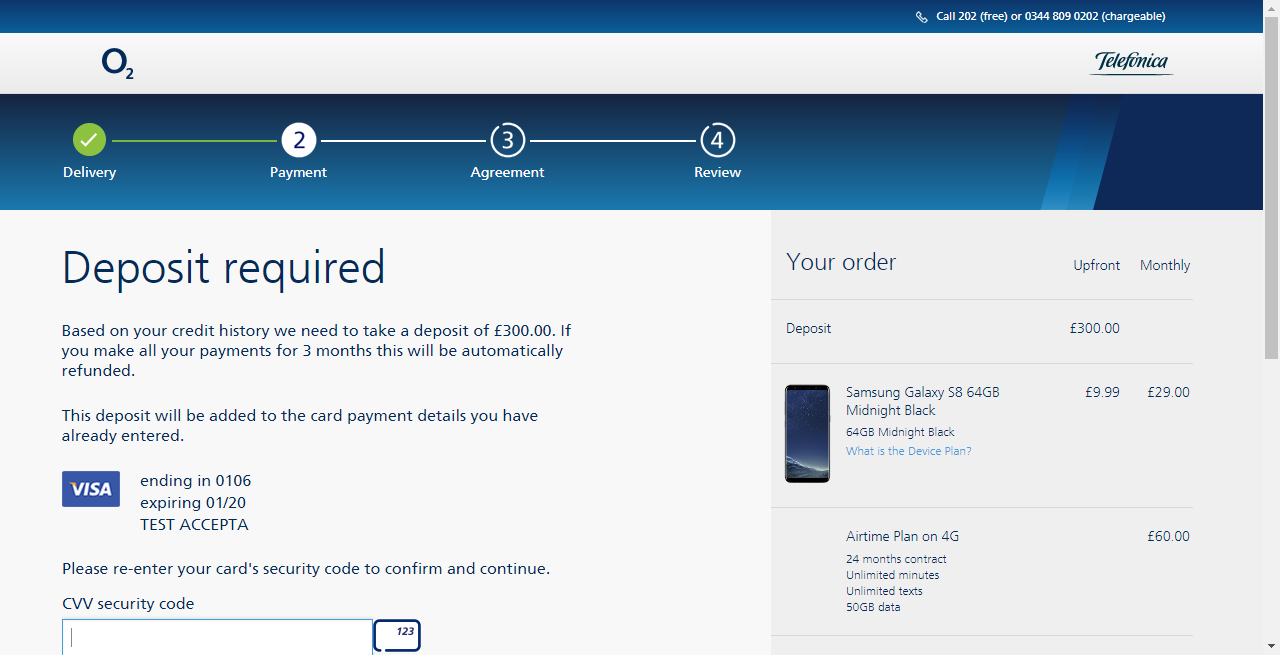 Call 202 (free) or 0344 809 0202 (chargeable)
O2
Telefónica
2
3
4
Delivery
Payment
Agreement
Review
Deposit required
Based on your credit history we need to take a deposit of £300.00. If
you make all your payments for 3 months this will be automatically
refunded.
This deposit will be added to the card payment details you have
already entered.
VISA
ending in 0106
expiring 01/20
TEST ACCEPTA
Please re-enter your card's security code to confirm and continue.
CVV security code
123
Your order
Upfront
Monthly
Deposit
£300.00
Samsung Galaxy S8 64GB
Midnight Black
£9.99
£29.00
64GB Midnight Black
What is the Device Plan?
Airtime Plan on 4G
£60.00
24 months contract
Unlimited minutes
Unlimited texts
50GB data